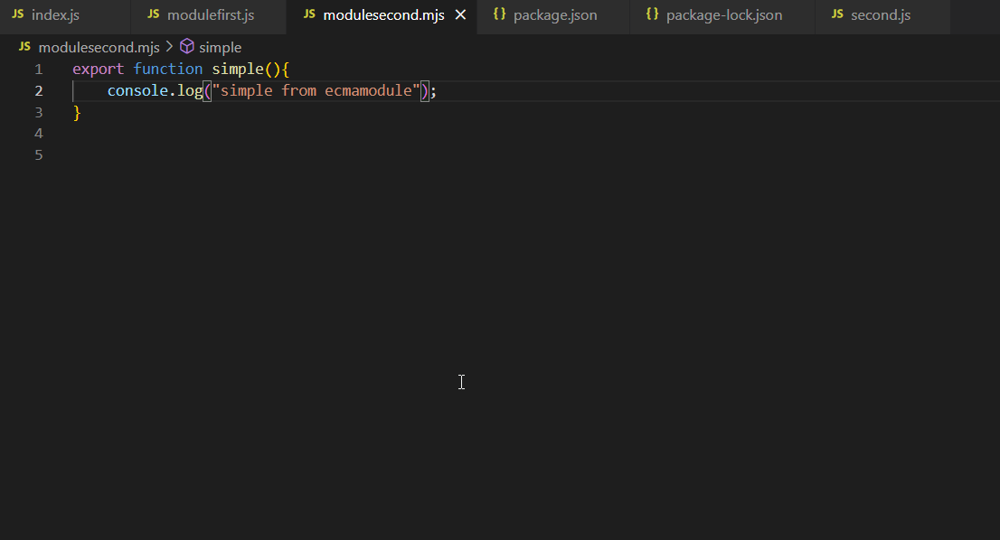 JS index.js JS modulefirst.js JS modulesecond.mjs {} package.json {} package-lock.json JS second.js
JS modulesecond.mjs > simple
1 export function simple(){
2 console.log("simple from ecmamodule");
3 }
4
5